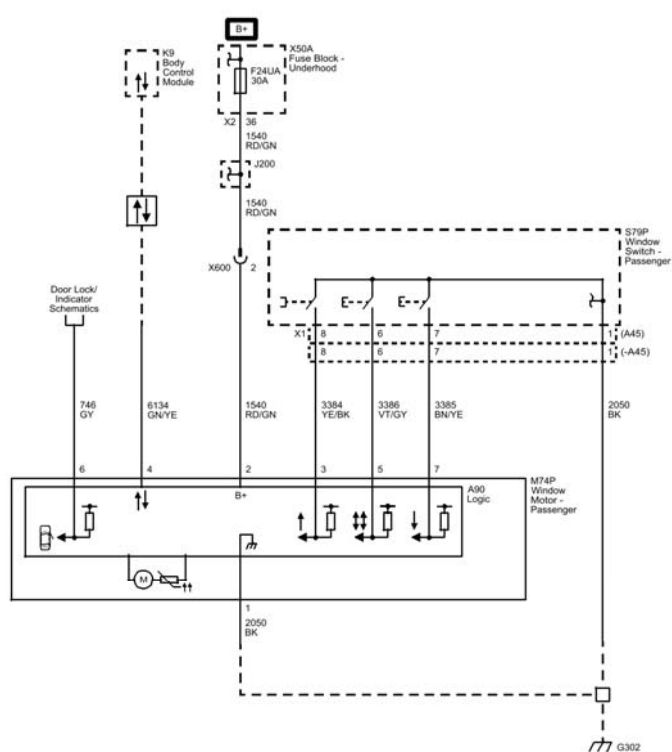 B+
K9
Body
Control
Module
X50A
Fuse Block -
Underhood
F24UA
30A
X2 36
1540
RD/GN
J200
1540
RD/GN
X600 2
S79P
Window
Switch -
Passenger
Door Lock/
Indicator
Schematics
X1 8 6 7 1 (A45)
8 6 7 1 (-A45)
746
GY
6134
GN/YE
1540
RD/GN
3384
YE/BK
3386
VT/GY
3385
BN/YE
2050
BK
6 4 2 3 5 7
M74P
Window
Motor -
Passenger
A90
Logic
B+
M
1
2050
BK
G302